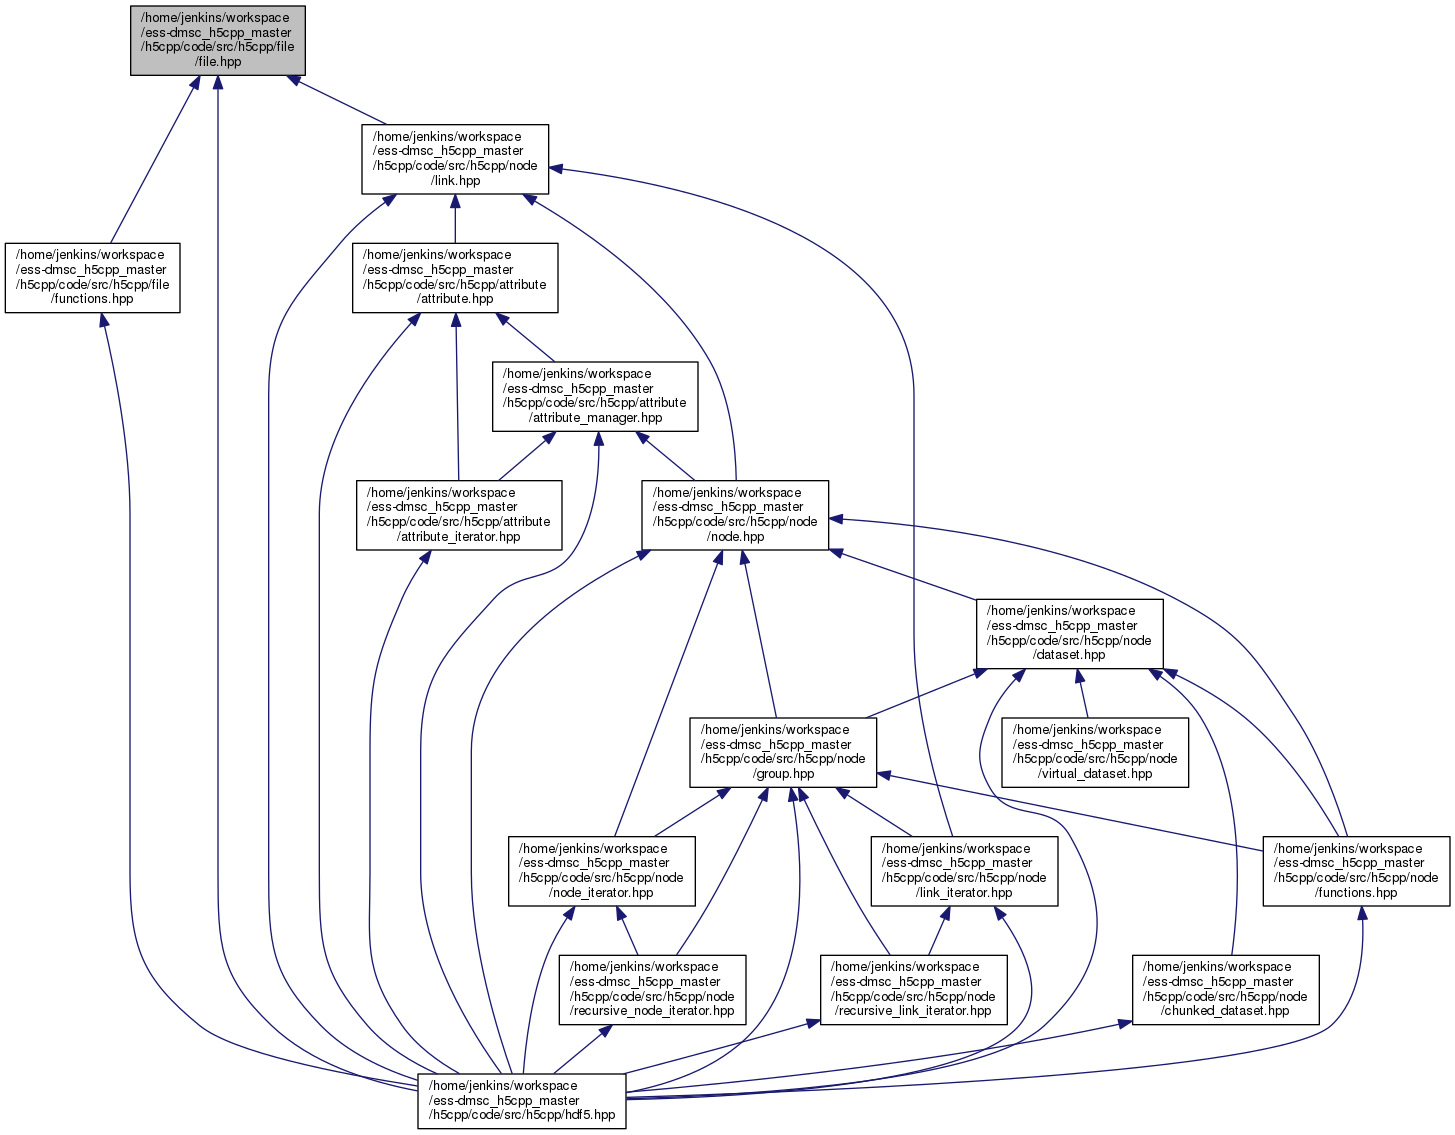 /home/jenkins/workspace
/ess-dmsc_h5cpp_master
/h5cpp/code/src/h5cpp/file
/file.hpp
/home/jenkins/workspace
/ess-dmsc_h5cpp_master
/h5cpp/code/src/h5cpp/node
/link.hpp
/home/jenkins/workspace
/ess-dmsc_h5cpp_master
/h5cpp/code/src/h5cpp/file
/functions.hpp
/home/jenkins/workspace
/ess-dmsc_h5cpp_master
/h5cpp/code/src/h5cpp/attribute
/attribute.hpp
/home/jenkins/workspace
/ess-dmsc_h5cpp_master
/h5cpp/code/src/h5cpp/attribute
/attribute_manager.hpp
/home/jenkins/workspace
/ess-dmsc_h5cpp_master
/h5cpp/code/src/h5cpp/attribute
/attribute_iterator.hpp
/home/jenkins/workspace
/ess-dmsc_h5cpp_master
/h5cpp/code/src/h5cpp/node
/node.hpp
/home/jenkins/workspace
/ess-dmsc_h5cpp_master
/h5cpp/code/src/h5cpp/node
/dataset.hpp
/home/jenkins/workspace
/ess-dmsc_h5cpp_master
/h5cpp/code/src/h5cpp/node
/group.hpp
/home/jenkins/workspace
/ess-dmsc_h5cpp_master
/h5cpp/code/src/h5cpp/node
/virtual_dataset.hpp
/home/jenkins/workspace
/ess-dmsc_h5cpp_master
/h5cpp/code/src/h5cpp/node
/node_iterator.hpp
/home/jenkins/workspace
/ess-dmsc_h5cpp_master
/h5cpp/code/src/h5cpp/node
/link_iterator.hpp
/home/jenkins/workspace
/ess-dmsc_h5cpp_master
/h5cpp/code/src/h5cpp/node
/functions.hpp
/home/jenkins/workspace
/ess-dmsc_h5cpp_master
/h5cpp/code/src/h5cpp/node
/recursive_node_iterator.hpp
/home/jenkins/workspace
/ess-dmsc_h5cpp_master
/h5cpp/code/src/h5cpp/node
/recursive_link_iterator.hpp
/home/jenkins/workspace
/ess-dmsc_h5cpp_master
/h5cpp/code/src/h5cpp/node
/chunked_dataset.hpp
/home/jenkins/workspace
/ess-dmsc_h5cpp_master
/h5cpp/code/src/h5cpp/hdf5.hpp